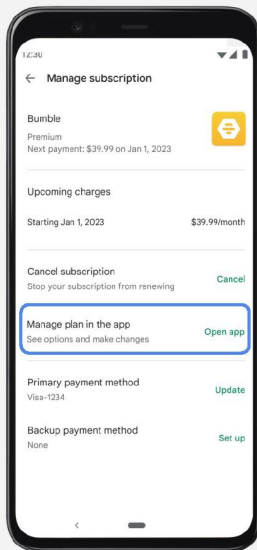 12:30
Manage subscription
Bumble
Premium
Next payment: $39.99 on Jan 1, 2023
Upcoming charges
Starting Jan 1, 2023 $39.99/month
Cancel subscription
Stop your subscription from renewing
Cancel
Manage plan in the app
See options and make changes
Open app
Primary payment method
Visa-1234
Update
Backup payment method
None
Set up